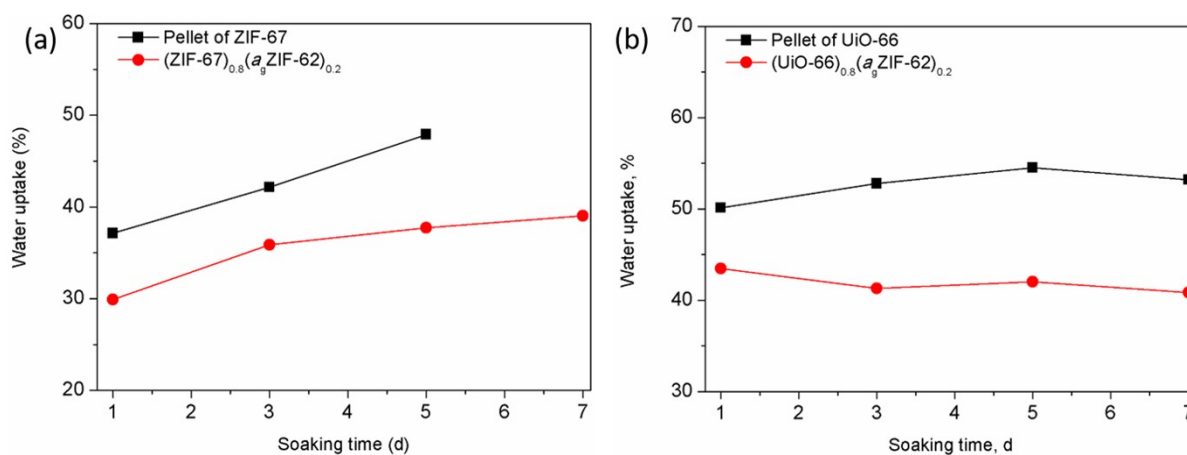 (a)
Pellet of ZIF-67
(ZIF-67)0.8(agZIF-62)0.2
Water uptake (%)
60
50
40
30
20
1 2 3 4 5 6 7
Soaking time (d)
(b)
Pellet of UiO-66
(UiO-66)0.8(agZIF-62)0.2
Water uptake, %
70
60
50
40
30
1 2 3 4 5 6 7
Soaking time, d